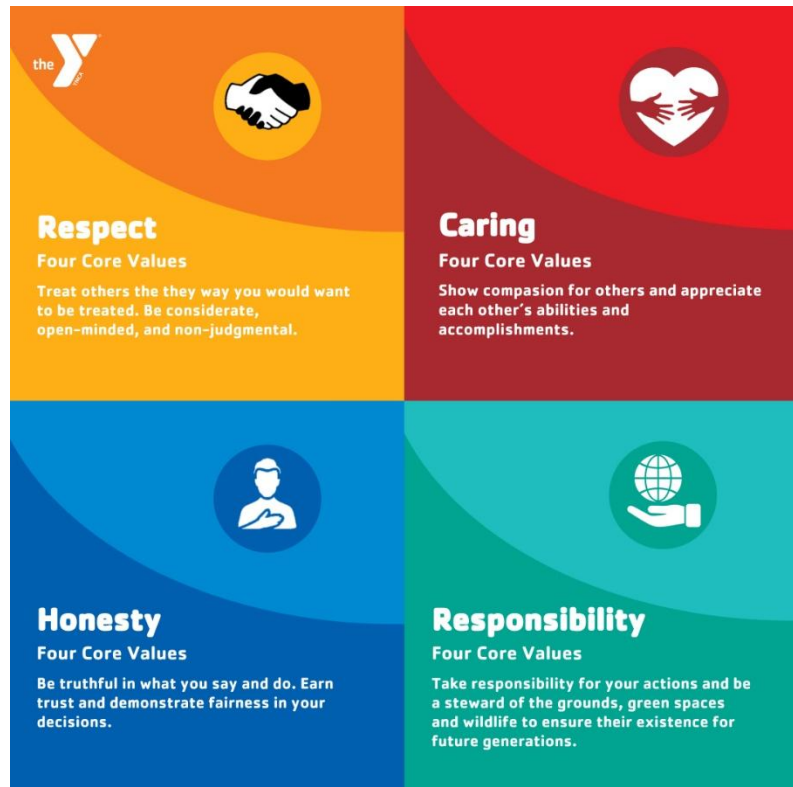 the Y
YMCA
Respect
Four Core Values
Treat others the they way you would want
to be treated. Be considerate,
open-minded, and non-judgmental.
Caring
Four Core Values
Show compasion for others and appreciate
each other's abilities and
accomplishments.
Honesty
Four Core Values
Be truthful in what you say and do. Earn
trust and demonstrate fairness in your
decisions.
Responsibility
Four Core Values
Take responsibility for your actions and be
a steward of the grounds, green spaces
and wildlife to ensure their existence for
future generations.